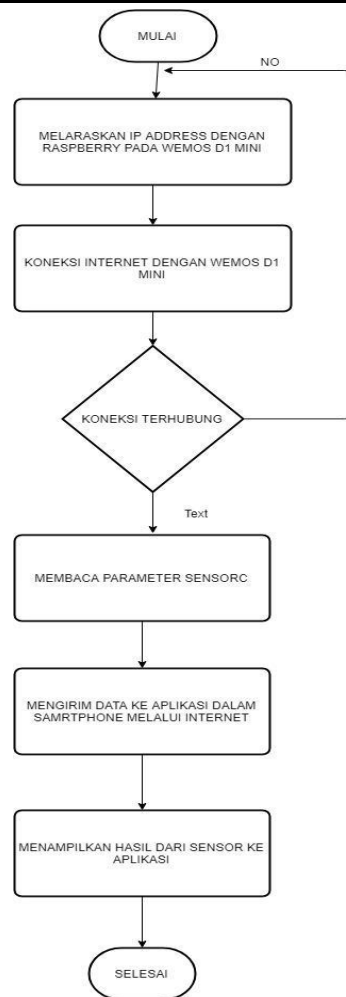 MULAI
NO
MELARASKAN IP ADDRESS DENGAN
RASPBERRY PADA WEMOS D1 MINI
KONEKSI INTERNET DENGAN WEMOS D1
MINI
KONEKSI TERHUBUNG
Text
MEMBACA PARAMETER SENSORC
MENGIRIM DATA KE APLIKASI DALAM
SAMRTPHONE MELALUI INTERNET
MENAMPILKAN HASIL DARI SENSOR KE
APLIKASI
SELESAI